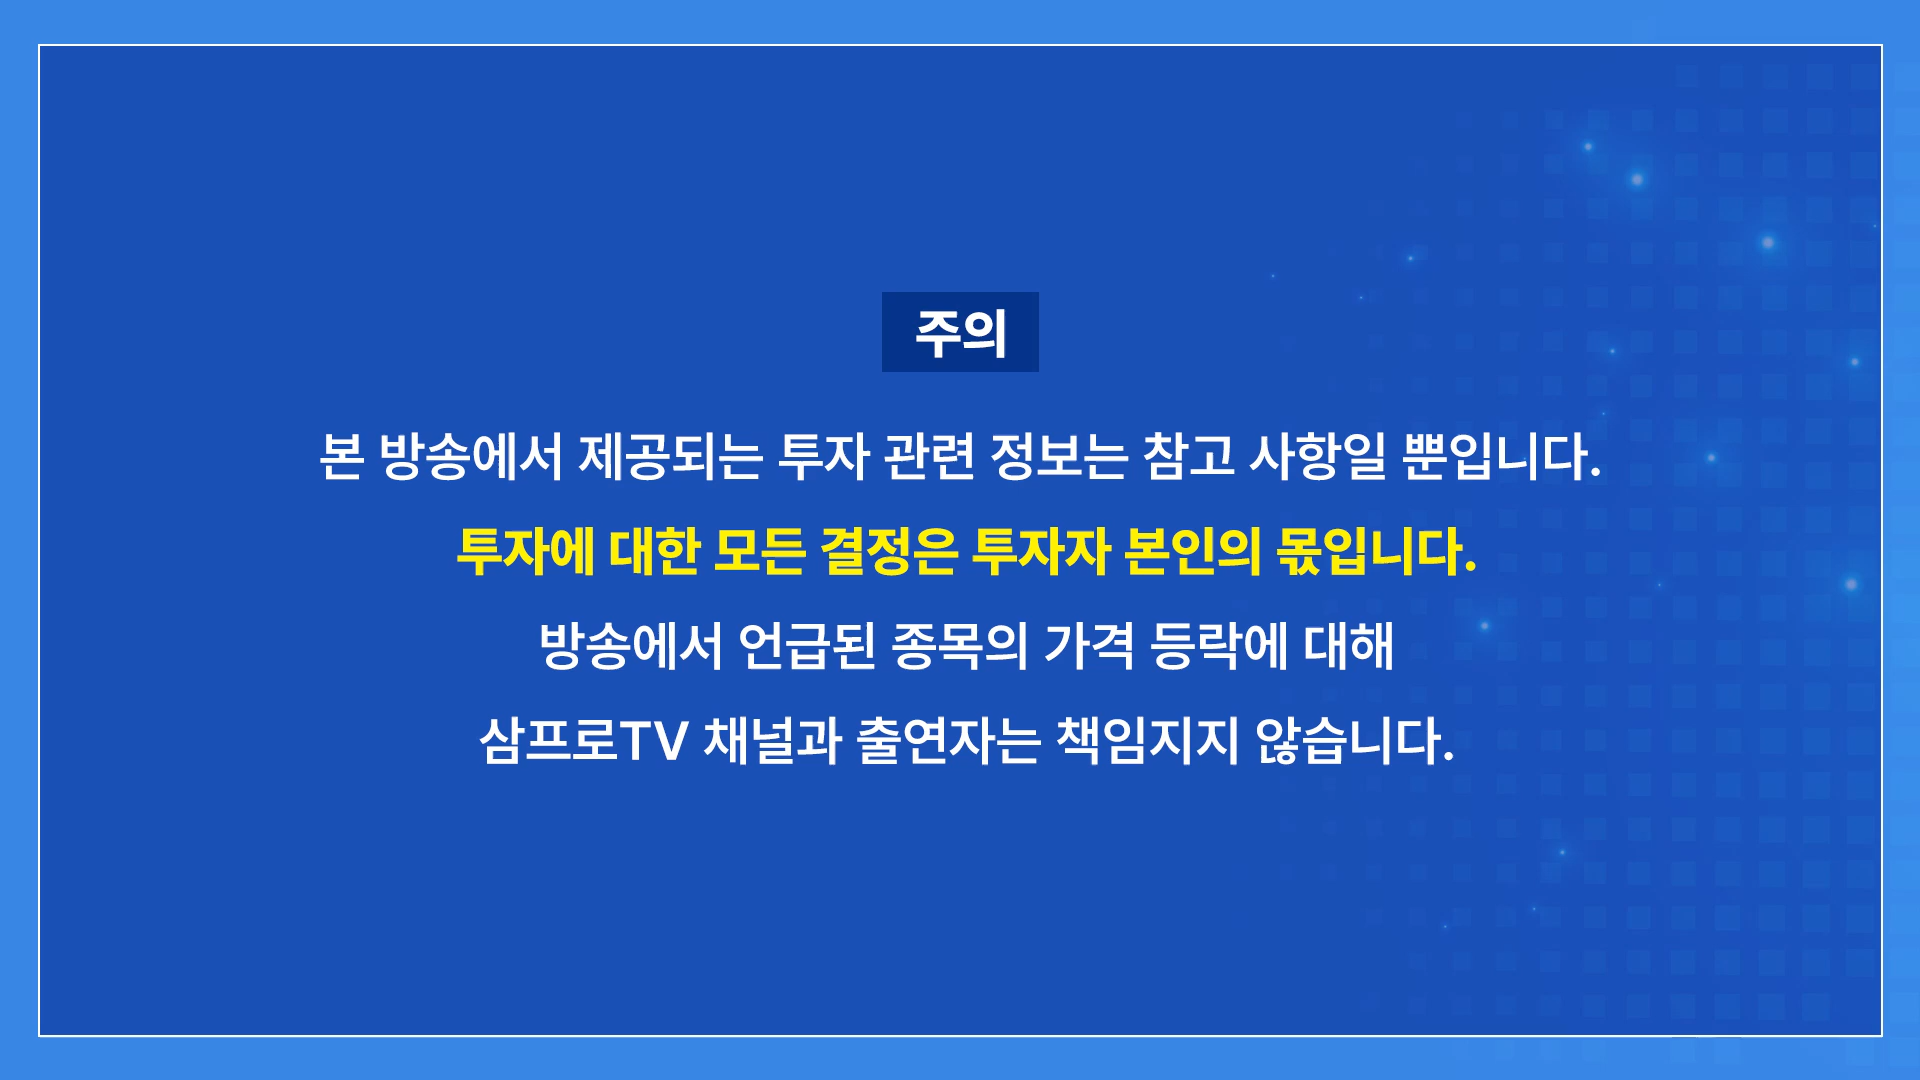 주의
본 방송에서 제공되는 투자 관련 정보는 참고 사항일 뿐입니다.
투자에 대한 모든 결정은 투자자 본인의 몫입니다.
방송에서 언급된 종목의 가격 등락에 대해
삼프로TV 채널과 출연자는 책임지지 않습니다.